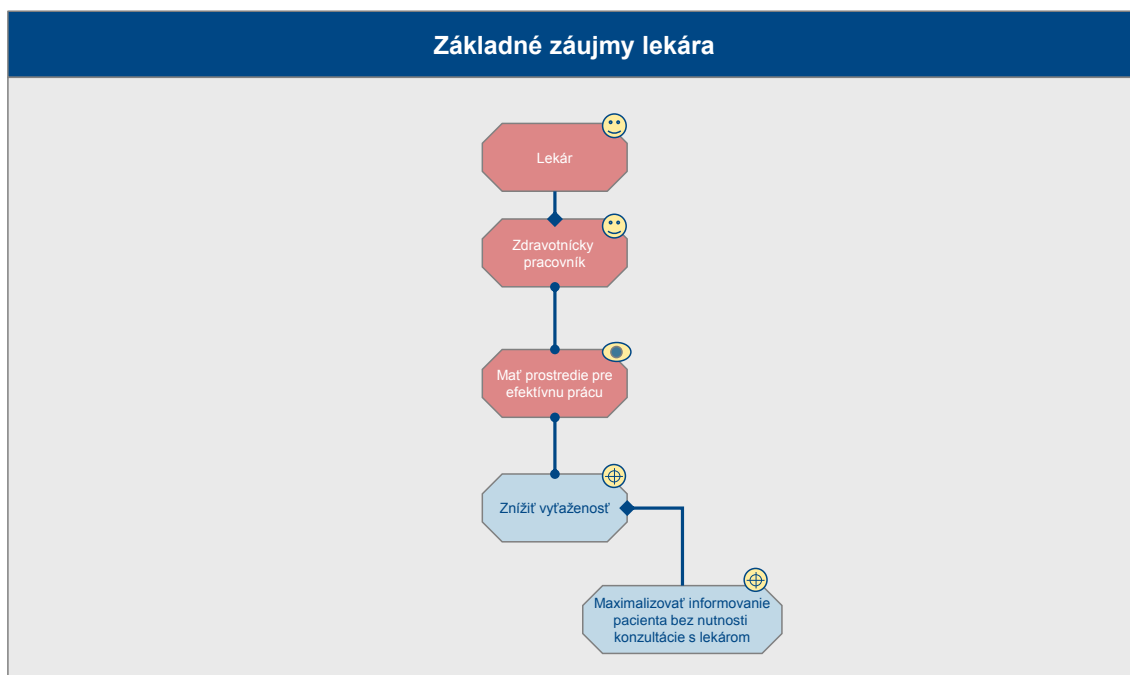 Základné záujmy lekára
Lekár
Zdravotnícky
pracovník
Mať prostredie pre
efektívnu prácu
Znížiť vyťaženosť
Maximalizovať informovanie
pacienta bez nutnosti
konzultácie s lekárom